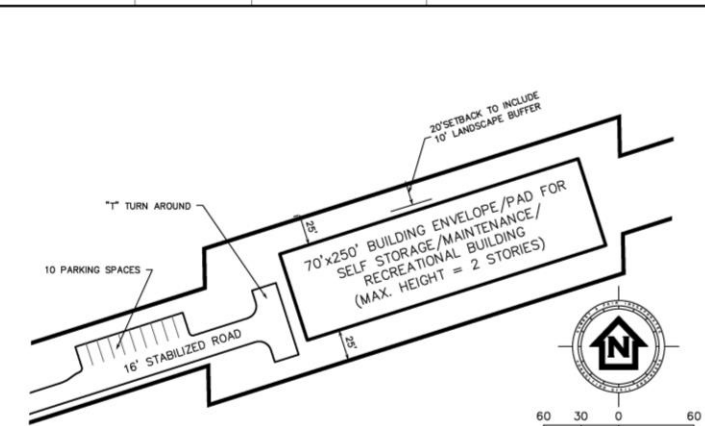 20'SETBACK TO INCLUDE
10' LANDSCAPE BUFFER
"T" TURN AROUND
25'
70'x250' BUILDING ENVELOPE/PAD FOR
SELF STORAGE/MAINTENANCE/
RECREATIONAL BUILDING
(MAX. HEIGHT = 2 STORIES)
10 PARKING SPACES
16' STABILIZED ROAD
25'
N
60 30 0 60